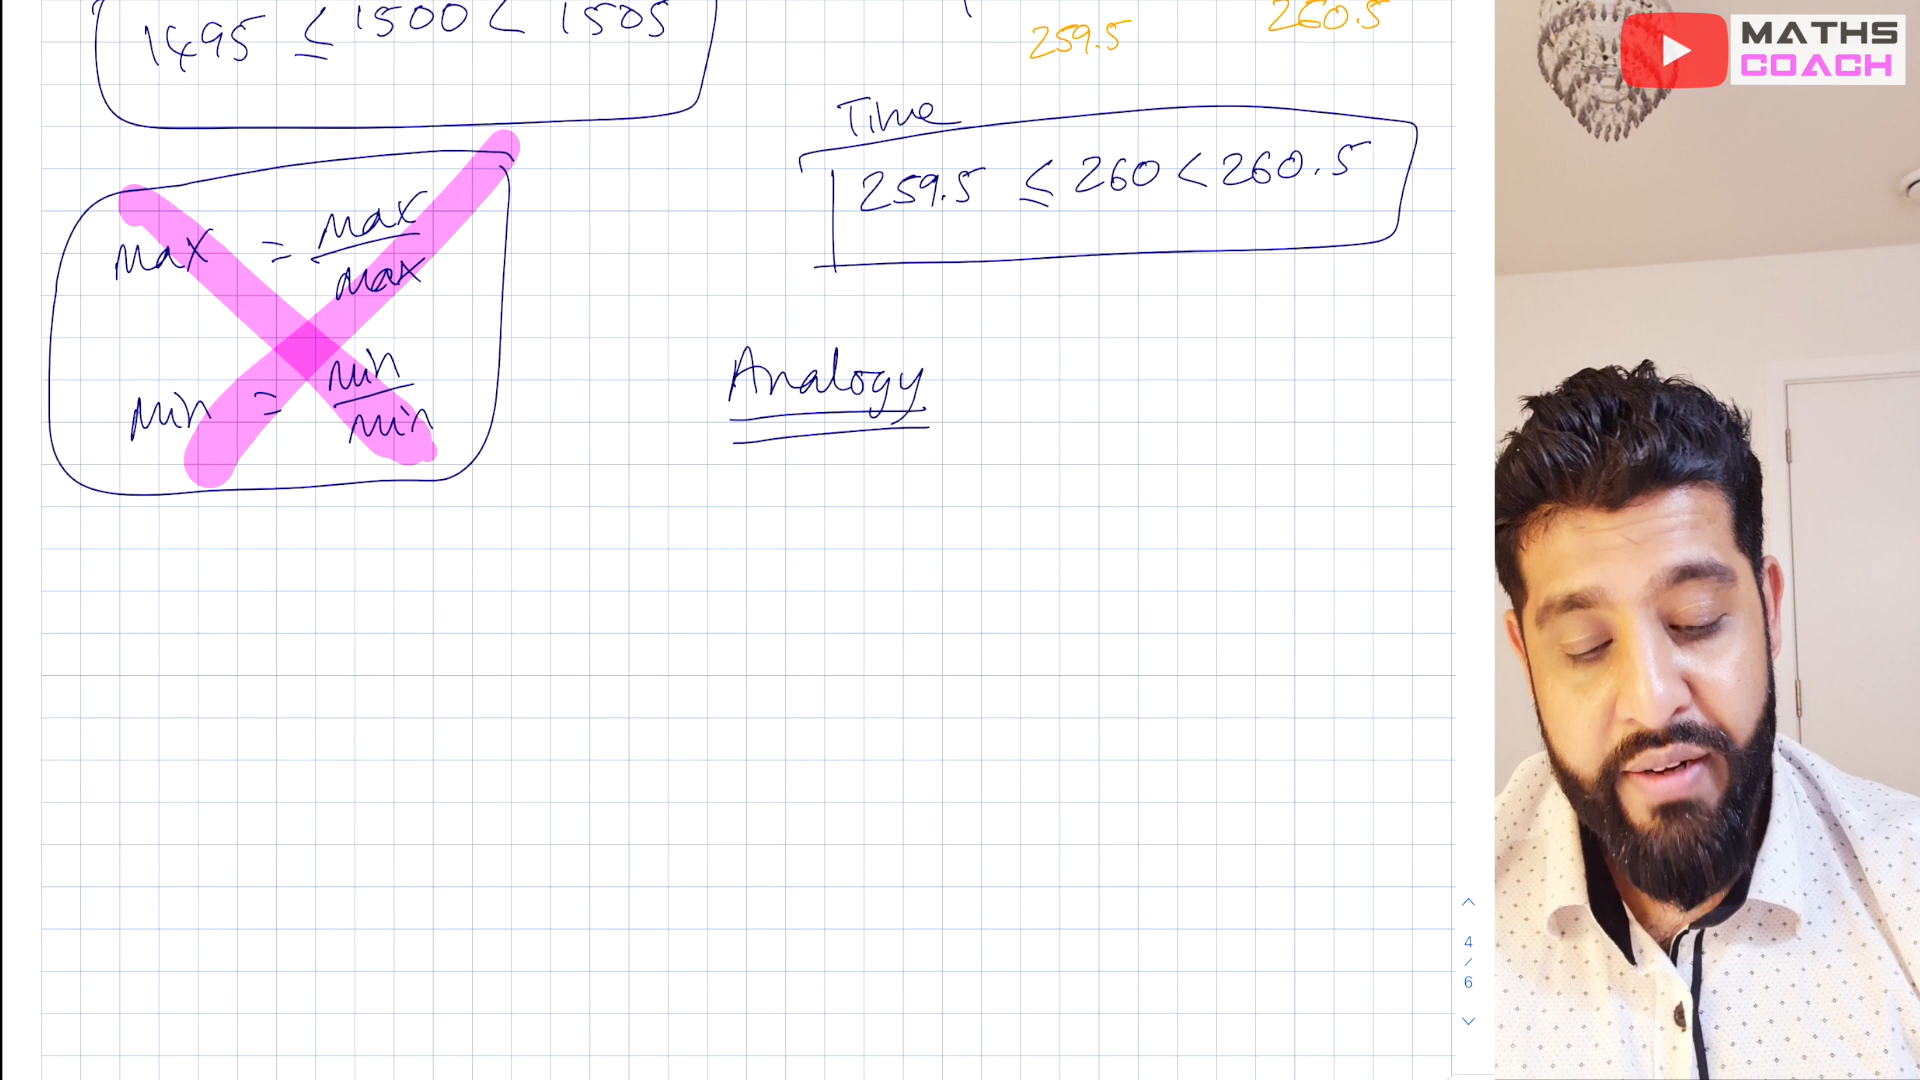 1495 ≤ 1500 < 1505
259.5
260.5
MATHS
COACH
Time
259.5 ≤ 260 < 260.5
max = max/max
min = min/min
Analogy
4
/
6